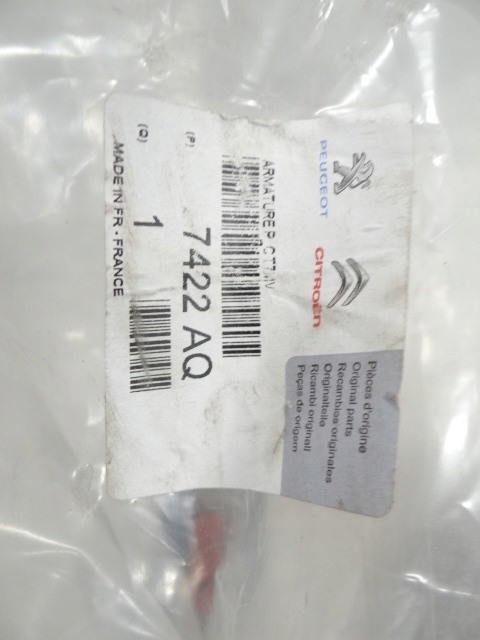 PEUGEOT
CITROËN
Pièces d'origine
Original parts
Recambios originales
Originalteile
Ricambi originali
Peças de origem
ARMATURE P
(P)
7422 AQ
(Q)
1
MADE IN FR - FRANCE